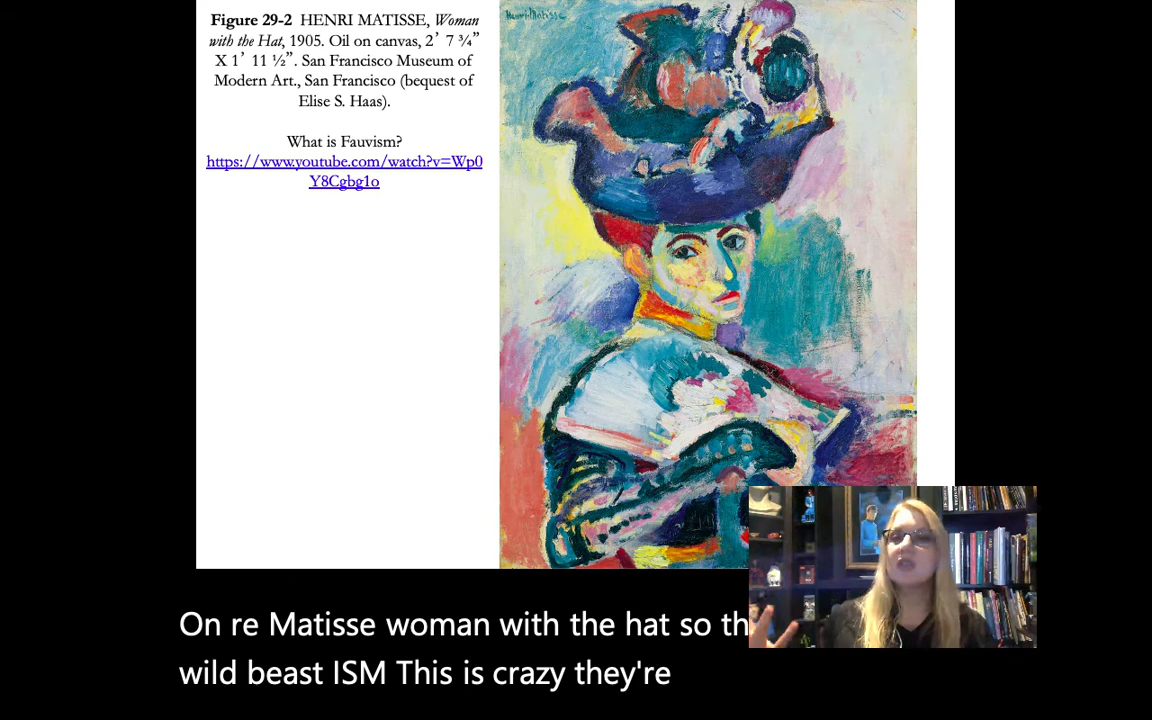 Figure 29-2 HENRI MATISSE, Woman
with the Hat, 1905. Oil on canvas, 2’ 7 ¾”
X 1’ 11 ½”. San Francisco Museum of
Modern Art., San Francisco (bequest of
Elise S. Haas).
What is Fauvism?
https://www.youtube.com/watch?v=Wp0
Y8Cgbg1o
Henri Matisse
On re Matisse woman with the hat so th
wild beast ISM This is crazy they're